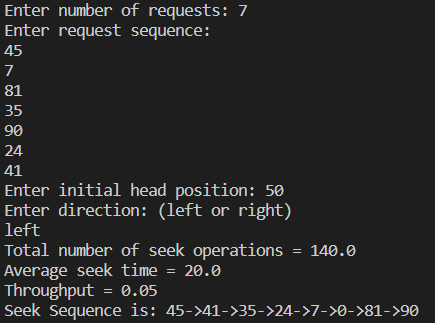 Enter number of requests: 7
Enter request sequence:
45
7
81
35
90
24
41
Enter initial head position: 50
Enter direction: (left or right)
left
Total number of seek operations = 140.0
Average seek time = 20.0
Throughput = 0.05
Seek Sequence is: 45->41->35->24->7->0->81->90